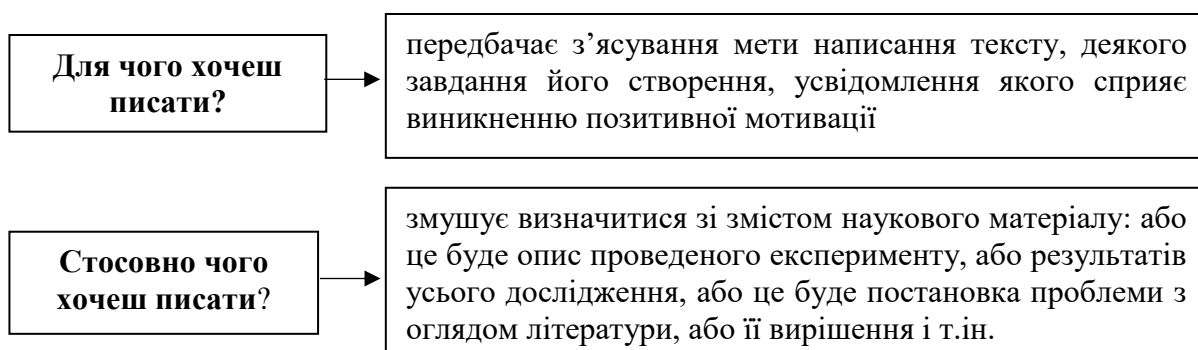 Для чого хочеш
писати?
передбачає з’ясування мети написання тексту, деякого
завдання його створення, усвідомлення якого сприяє
виникненню позитивної мотивації
Стосовно чого
хочеш писати?
змушує визначитися зі змістом наукового матеріалу: або
це буде опис проведеного експерименту, або результатів
усього дослідження, або це буде постановка проблеми з
оглядом літератури, або її вирішення і т.ін.